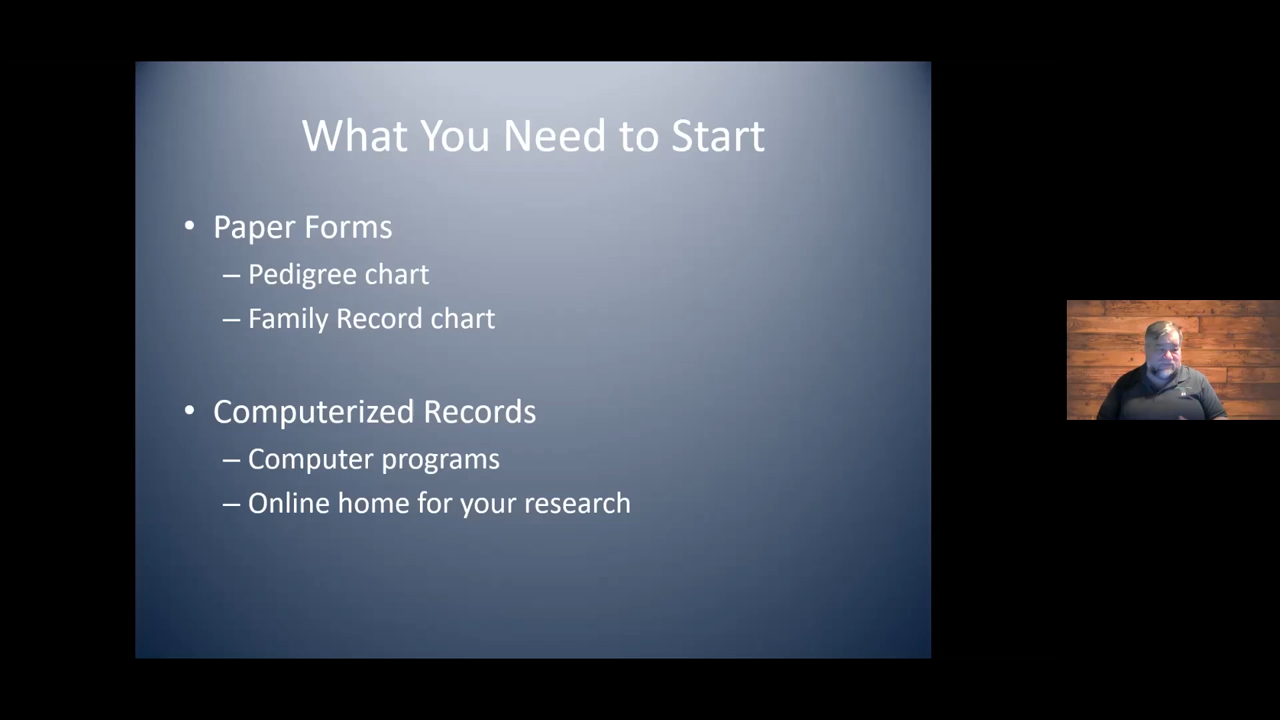 What You Need to Start
• Paper Forms
– Pedigree chart
– Family Record chart
• Computerized Records
– Computer programs
– Online home for your research